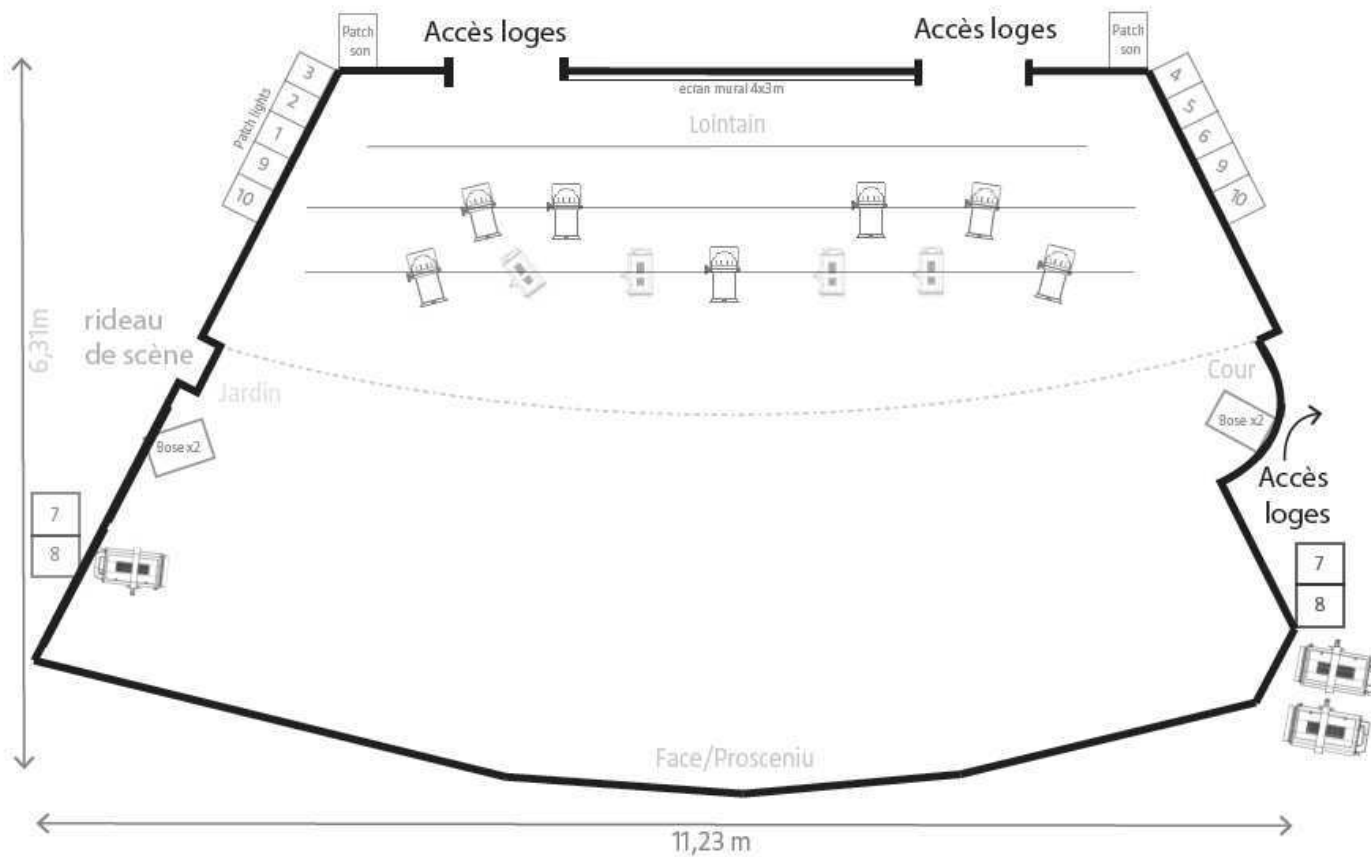 Patch
son
Accès loges
Accès loges
Patch
son
3
2
1
9
10
Patch lights
4
5
6
9
10
ecran mural 4x3m
Lointain
6,31m
rideau
de scène
Jardin
Cour
Bose x2
Bose x2
Accès
loges
7
8
7
8
Face/Prosceniu
11,23 m